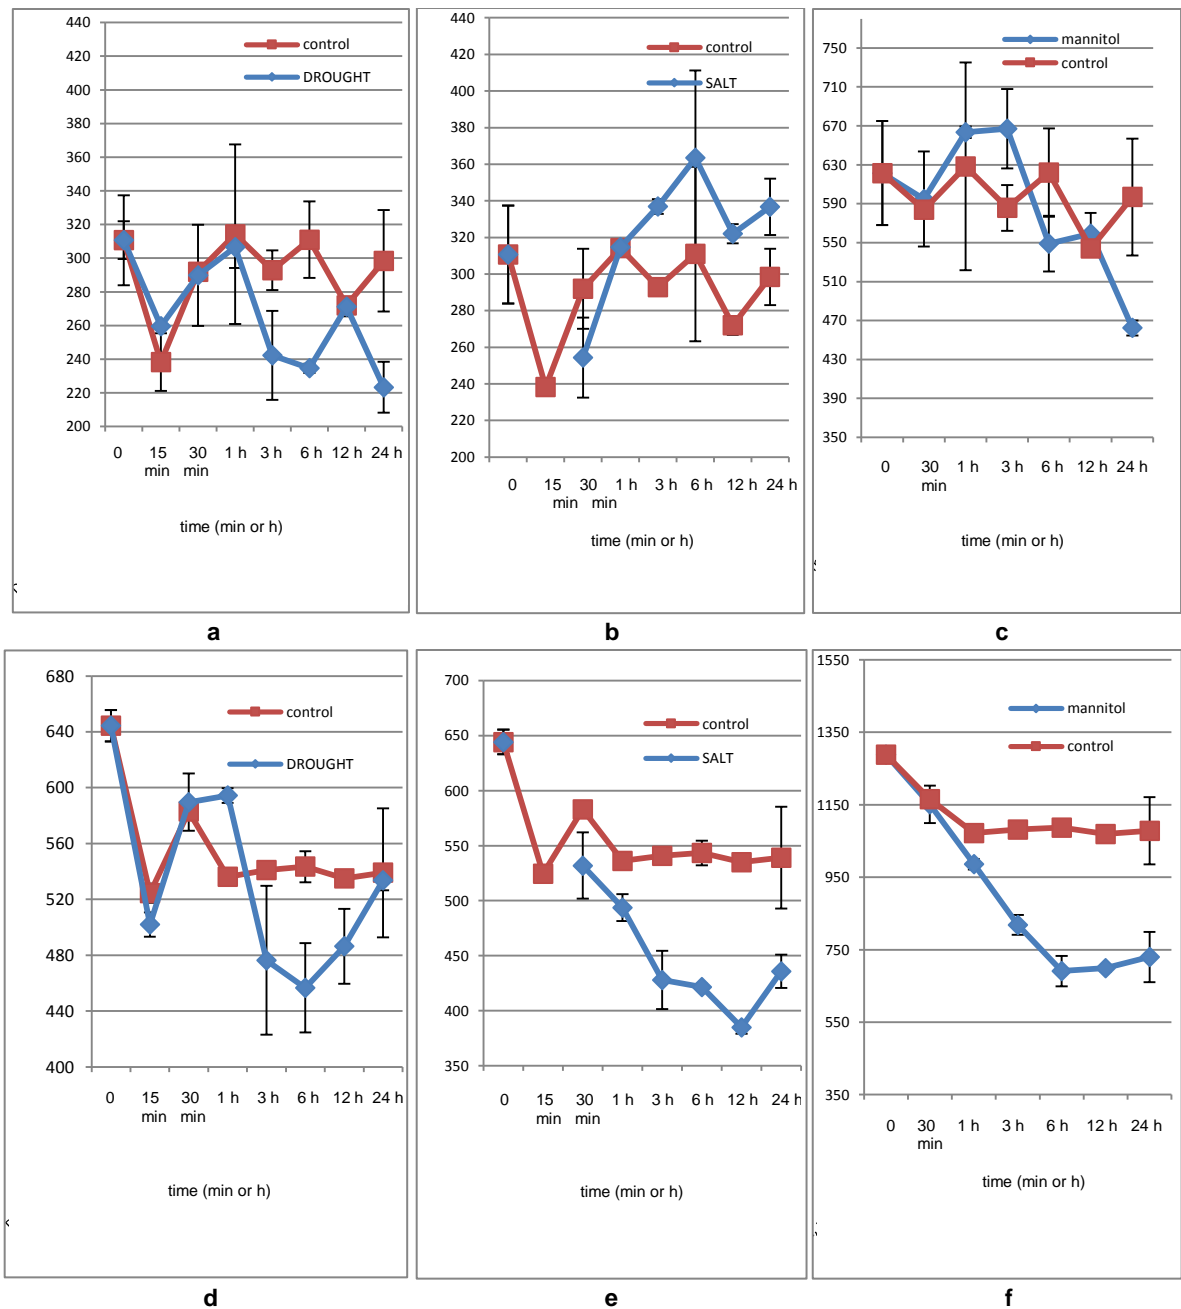 440
420
400
380
360
340
320
300
280
260
240
220
200
control
DROUGHT
0 15 30 1 h 3 h 6 h 12 h 24 h
min min
time (min or h)
a
440
420
400
380
360
340
320
300
280
260
240
220
200
control
SALT
0 15 30 1 h 3 h 6 h 12 h 24 h
min min
time (min or h)
b
750
670
630
590
550
510
470
430
390
350
mannitol
control
0 30 1 h 3 h 6 h 12 h 24 h
min
time (min or h)
c
680
640
600
560
520
480
440
400
control
DROUGHT
0 15 30 1 h 3 h 6 h 12 h 24 h
min min
time (min or h)
d
700
650
600
550
500
450
400
350
control
SALT
0 15 30 1 h 3 h 6 h 12 h 24 h
min min
time (min or h)
e
1550
1350
1150
950
750
550
350
mannitol
control
0 30 1 h 3 h 6 h 12 h 24 h
min
time (min or h)
f